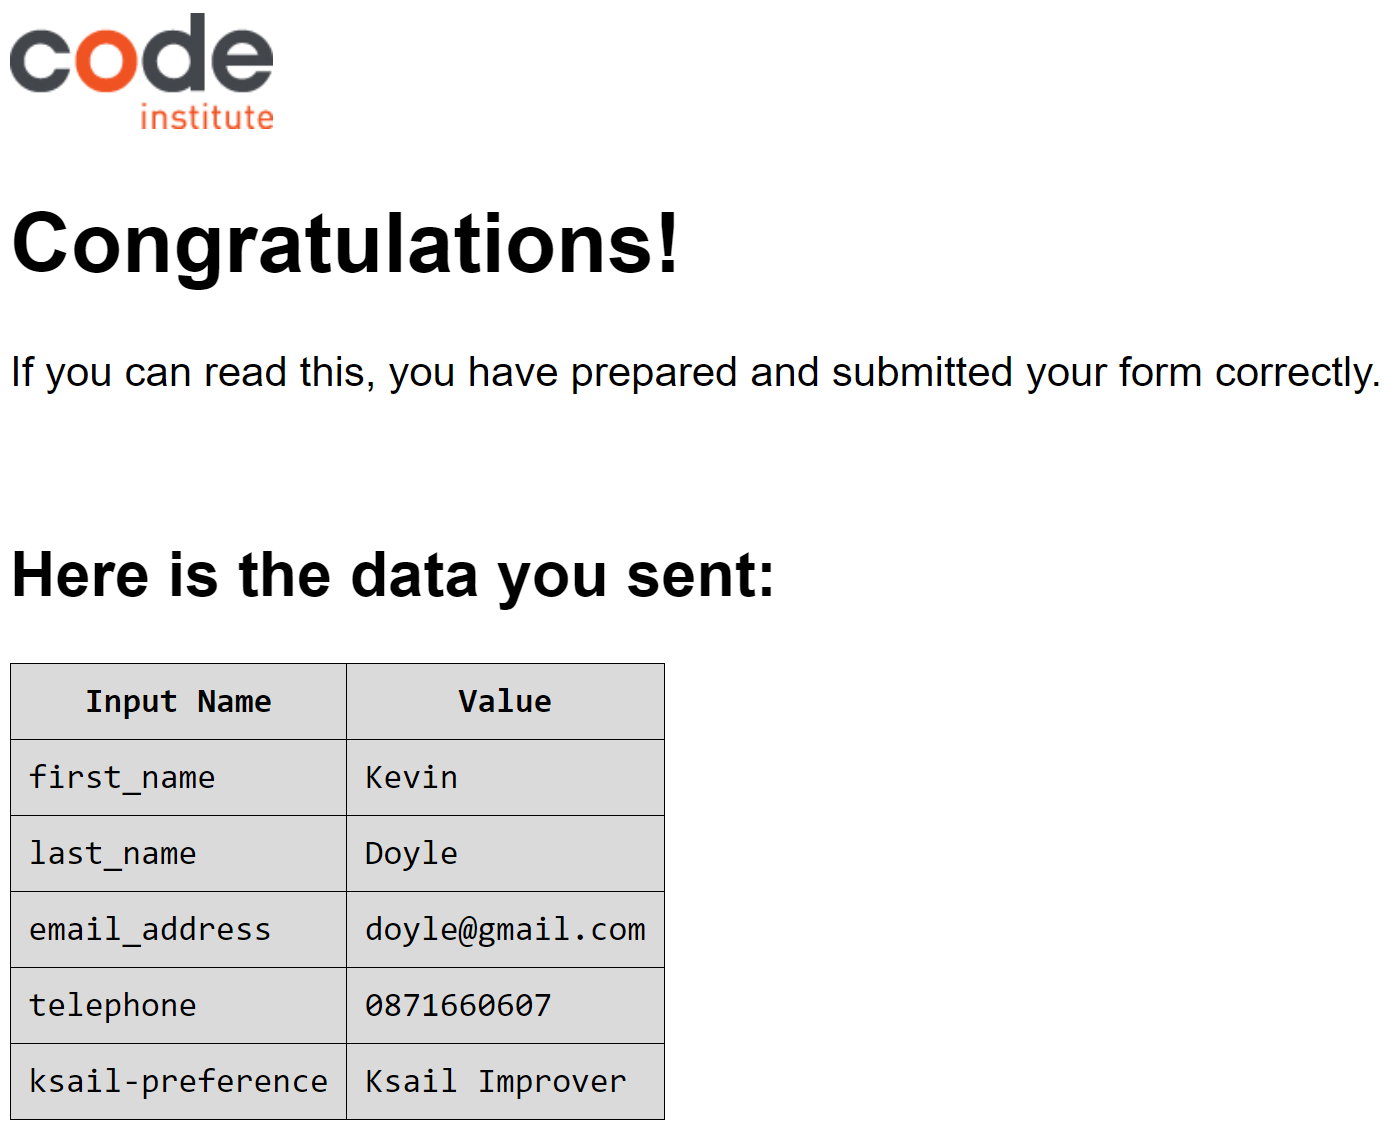 code
institute
Congratulations!
If you can read this, you have prepared and submitted your form correctly.
Here is the data you sent:
Input Name Value
first_name Kevin
last_name Doyle
email_address doyle@gmail.com
telephone 0871660607
ksail-preference Ksail Improver